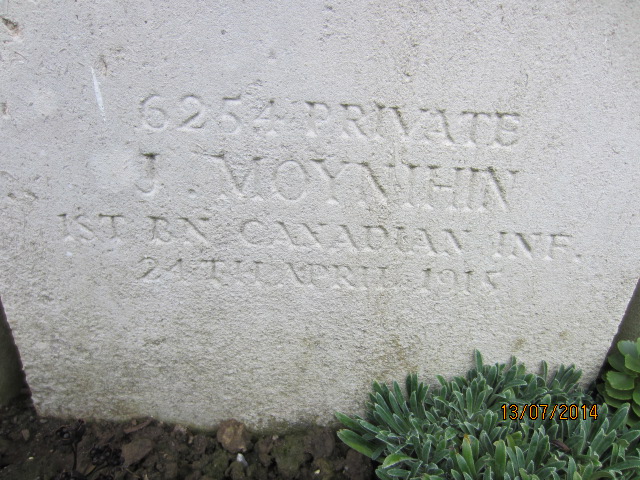 6254 PRIVATE
J. MOYNIHIN
1ST BN. CANADIAN INF.
24TH APRIL 1915
13/07/2014